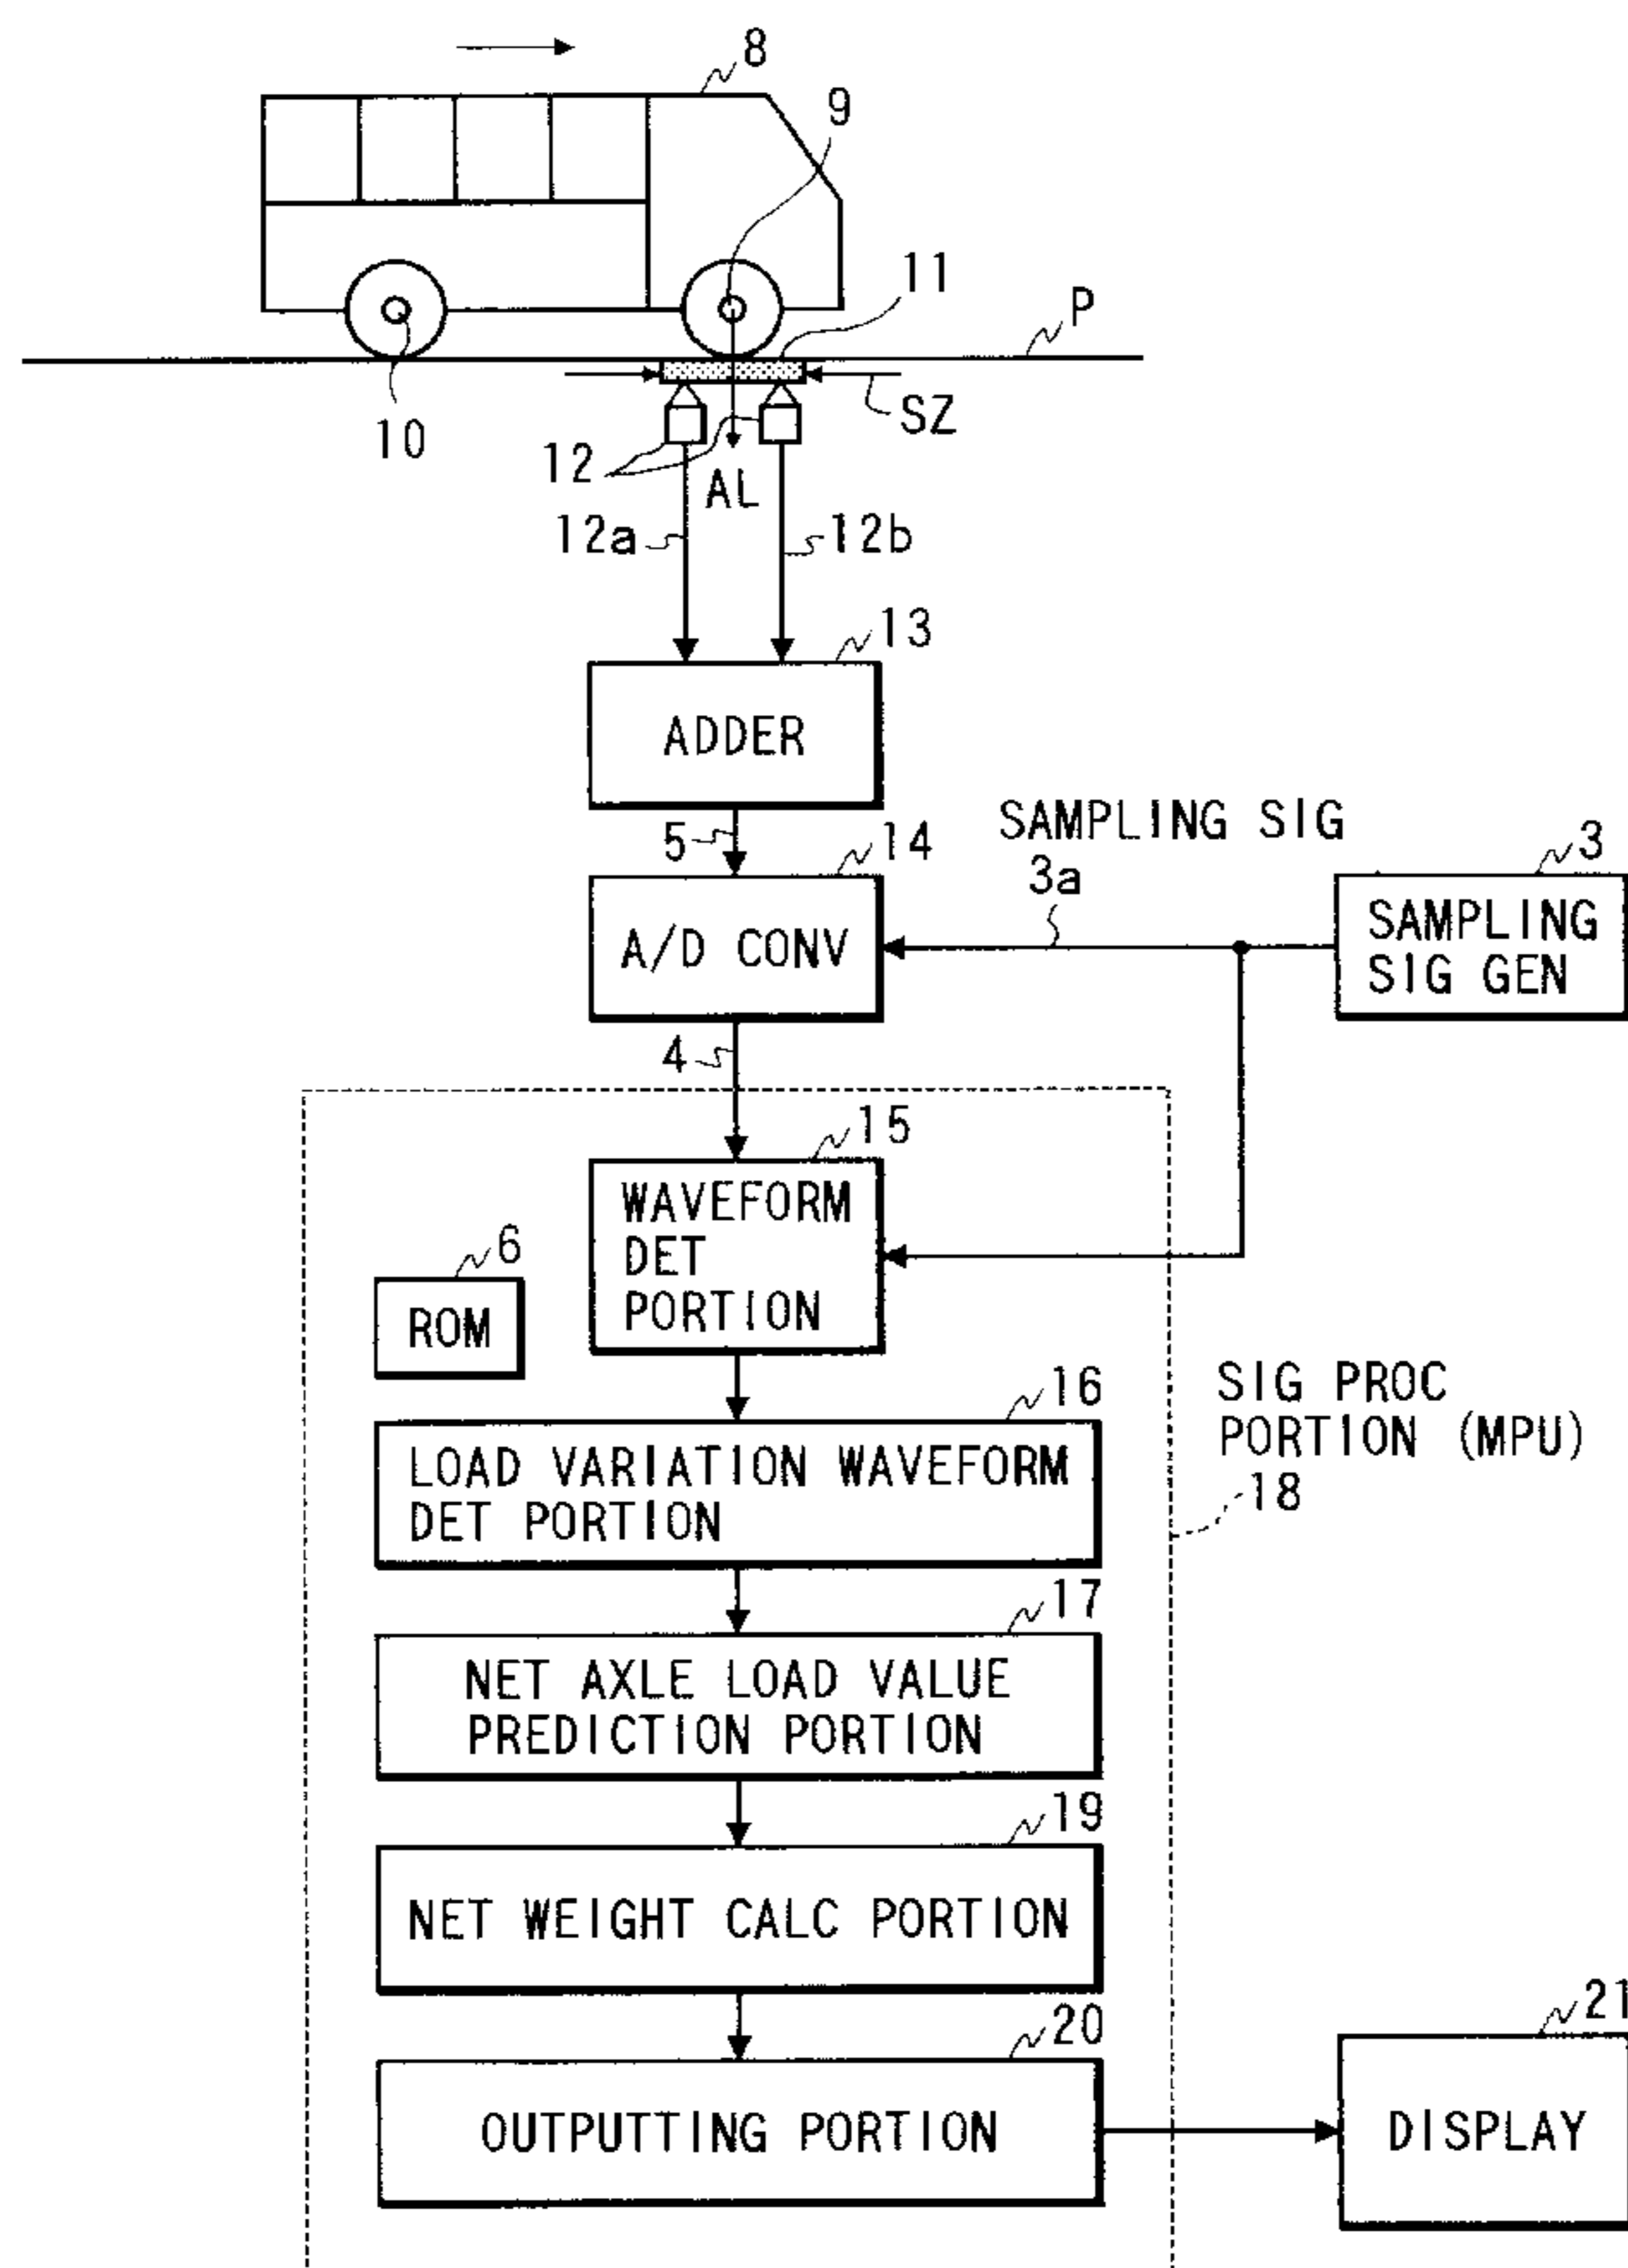 8
9
11
P
10
SZ
12
AL
12a
12b
13
ADDER
SAMPLING SIG
5
14
3a
3
A/D CONV
SAMPLING
SIG GEN
4
15
WAVEFORM
DET
PORTION
6
ROM
16
SIG PROC
PORTION (MPU)
18
LOAD VARIATION WAVEFORM
DET PORTION
17
NET AXLE LOAD VALUE
PREDICTION PORTION
19
NET WEIGHT CALC PORTION
20
21
OUTPUTTING PORTION
DISPLAY